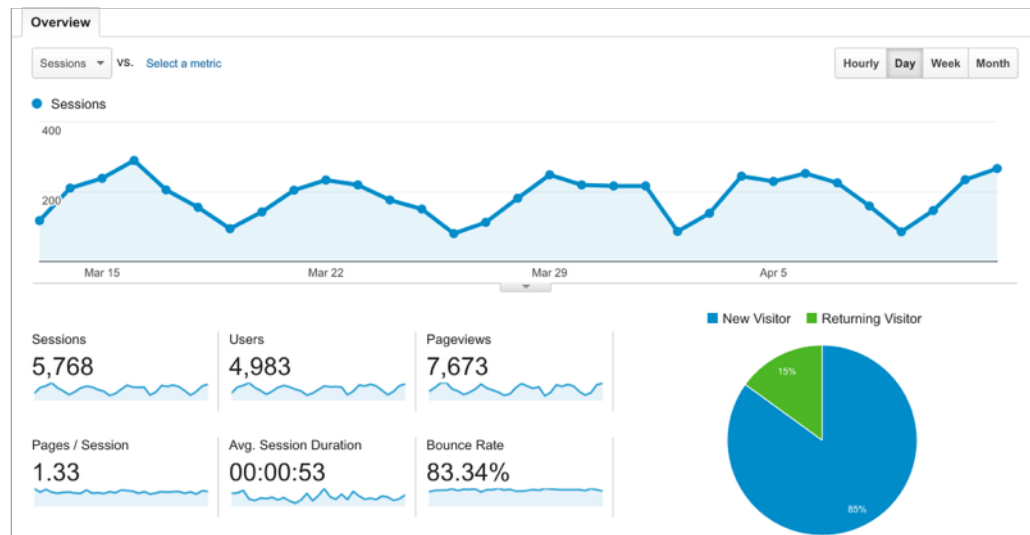 Overview
Sessions vs. Select a metric
Hourly Day Week Month
Sessions
400
200
Mar 15 Mar 22 Mar 29 Apr 5
New Visitor Returning Visitor
Sessions Users Pageviews
5,768 4,983 7,673
15%
Pages / Session Avg. Session Duration Bounce Rate
1.33 00:00:53 83.34%
85%